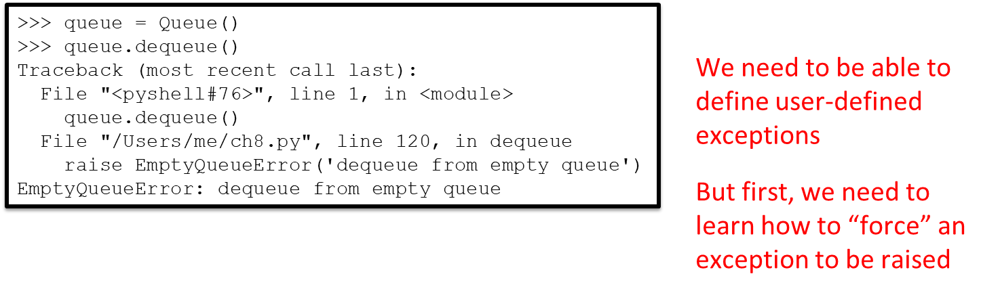 >>> queue = Queue()
>>> queue.dequeue()
Traceback (most recent call last):
  File "<pyshell#76>", line 1, in <module>
    queue.dequeue()
  File "/Users/me/ch8.py", line 120, in dequeue
    raise EmptyQueueError('dequeue from empty queue')
EmptyQueueError: dequeue from empty queue
We need to be able to
define user-defined
exceptions
But first, we need to
learn how to “force” an
exception to be raised